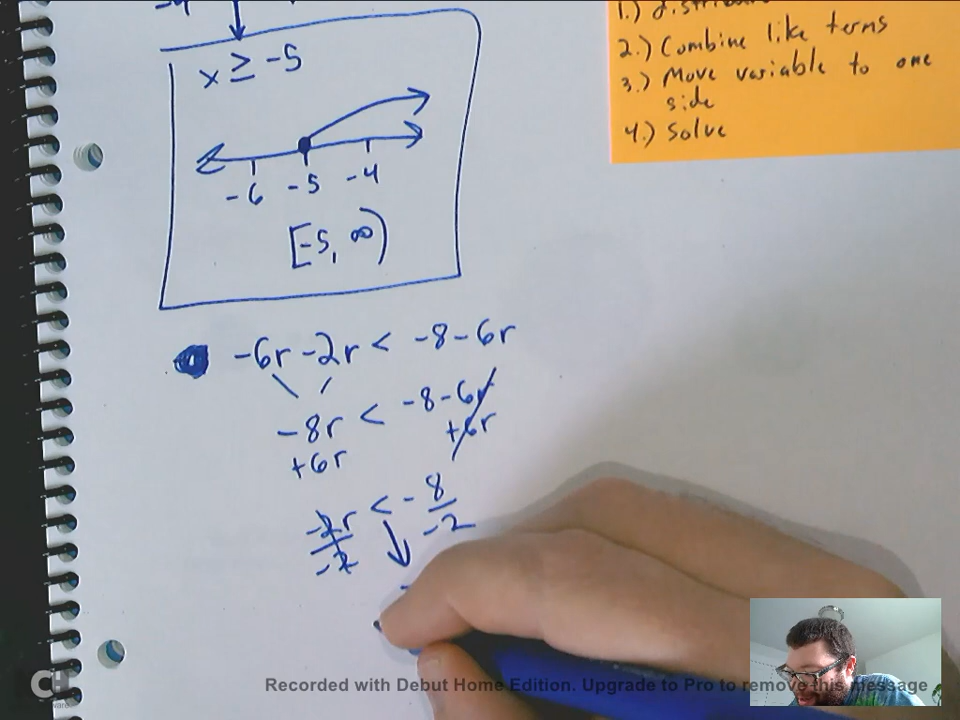 1.)
2.) Combine like terms
3.) Move variable to one
side
4.) Solve
x ≥ -5
-6 -5 -4
[-5, ∞)
-6r -2r < -8 -6r
-8r < -8 -6r
+6r +6r
-2r < -8
-2 -2
Recorded with Debut Home Edition. Upgrade to Pro to remove this message